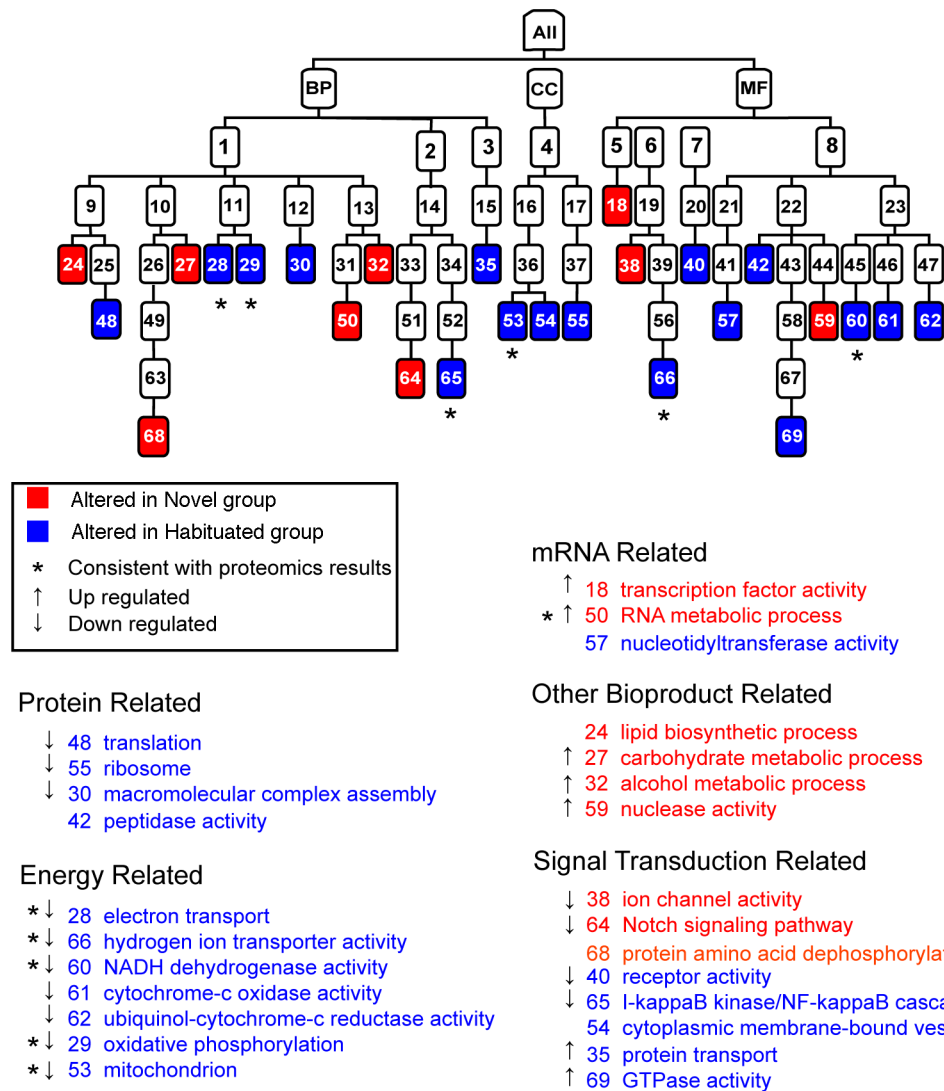 All
BP CC MF
1 2 3 4 5 6 7 8
9 10 11 12 13 14 15 16 17 18 19 20 21 22 23
24 25 26 27 28 29 30 31 32 33 34 35 36 37 38 39 40 41 42 43 44 45 46 47
* *
48 49 50 51 52 53 54 55 56 57 58 59 60 61 62
* *
63 64 65 66 67
* *
68 69
Altered in Novel group
Altered in Habituated group
* Consistent with proteomics results
↑ Up regulated
↓ Down regulated
mRNA Related
↑ 18 transcription factor activity
* ↑ 50 RNA metabolic process
57 nucleotidyltransferase activity
Protein Related
↓ 48 translation
↓ 55 ribosome
↓ 30 macromolecular complex assembly
42 peptidase activity
Other Bioproduct Related
24 lipid biosynthetic process
↑ 27 carbohydrate metabolic process
↑ 32 alcohol metabolic process
↑ 59 nuclease activity
Energy Related
* ↓ 28 electron transport
* ↓ 66 hydrogen ion transporter activity
* ↓ 60 NADH dehydrogenase activity
↓ 61 cytochrome-c oxidase activity
↓ 62 ubiquinol-cytochrome-c reductase activity
* ↓ 29 oxidative phosphorylation
* ↓ 53 mitochondrion
Signal Transduction Related
↓ 38 ion channel activity
↓ 64 Notch signaling pathway
68 protein amino acid dephosphorylat
↓ 40 receptor activity
↓ 65 I-kappaB kinase/NF-kappaB casca
54 cytoplasmic membrane-bound ves
↑ 35 protein transport
↑ 69 GTPase activity